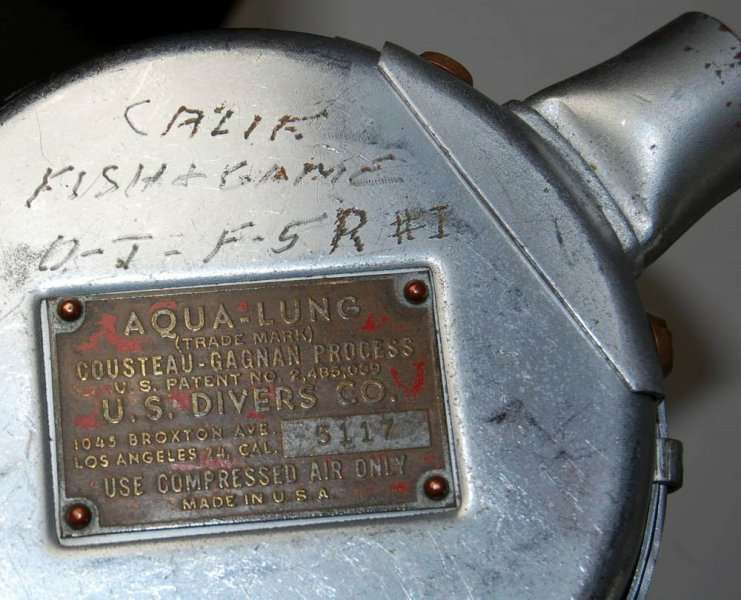 CALIF.
FISH & GAME
O-I-F-5 R #1
AQUA-LUNG
(TRADE MARK)
COUSTEAU-GAGNAN PROCESS
U.S. PATENT NO. 2,485,039
U.S. DIVERS CO.
1045 BROXTON AVE. 5117
LOS ANGELES 24, CAL.
USE COMPRESSED AIR ONLY
MADE IN U.S.A.